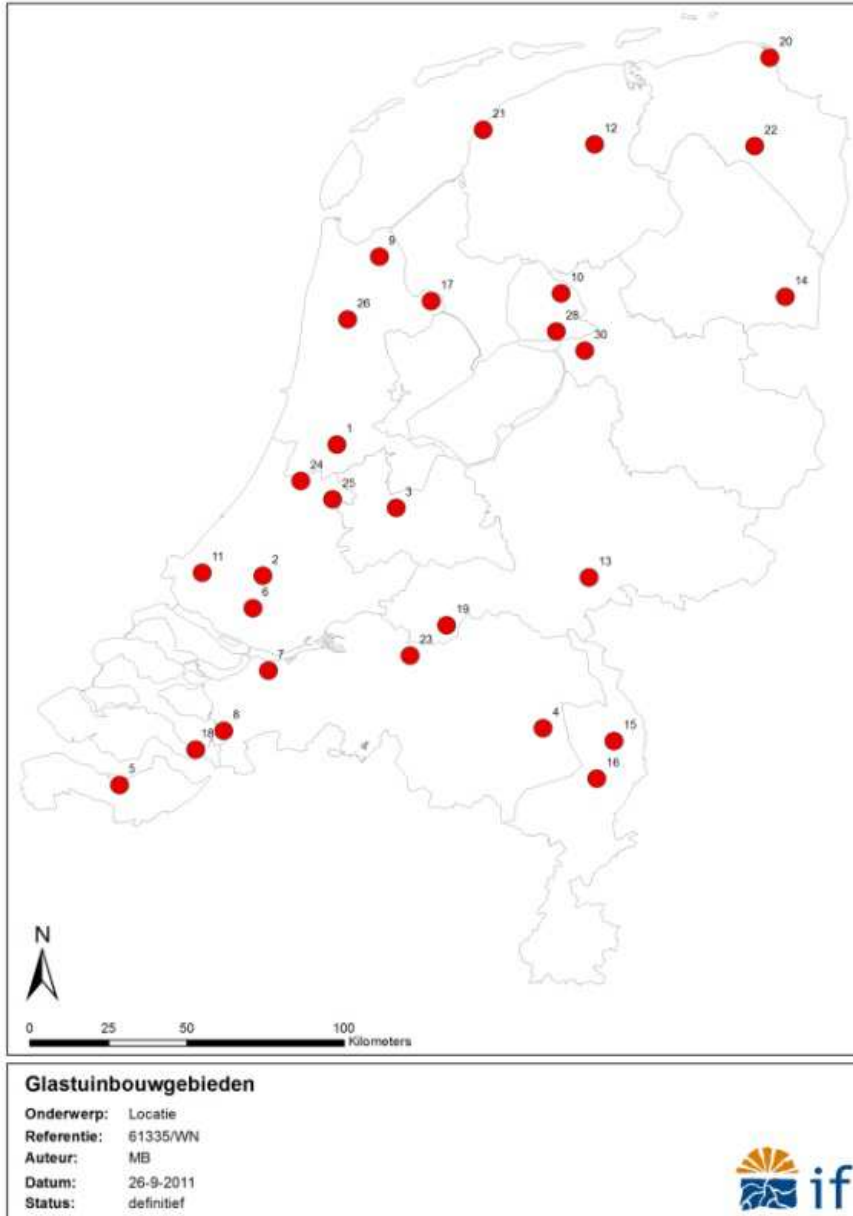 20
21
12
22
9
10
14
17
26
28
30
1
24
25
3
11
2
13
6
19
23
7
4
8
15
18
16
5
N
0 25 50 100
Kilometers
Glastuinbouwgebieden
Onderwerp: Locatie
Referentie: 61335/WN
Auteur: MB
Datum: 26-9-2011
Status: definitief
if